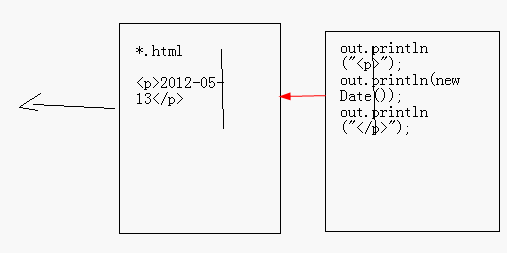 *.html
<p>2012-05-
13</p>
out.println
("<p>");
out.println(new
Date());
out.println
("</p>");